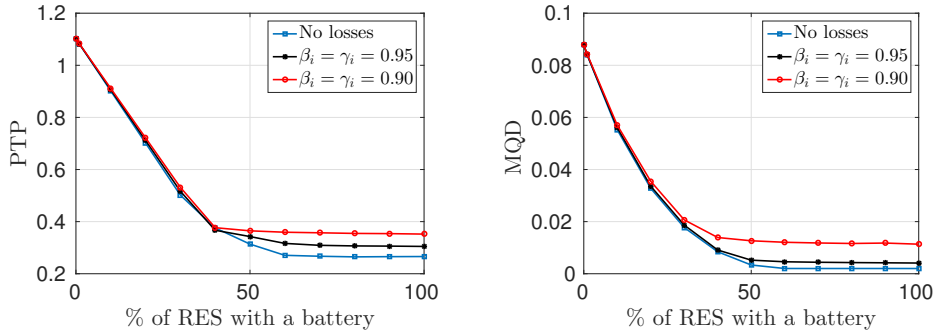 1.2
1
0.8
0.6
0.4
0.2
PTP
0
50
100
% of RES with a battery
No losses
βᵢ = γᵢ = 0.95
βᵢ = γᵢ = 0.90
0.1
0.08
0.06
0.04
0.02
0
MQD
0
50
100
% of RES with a battery
No losses
βᵢ = γᵢ = 0.95
βᵢ = γᵢ = 0.90